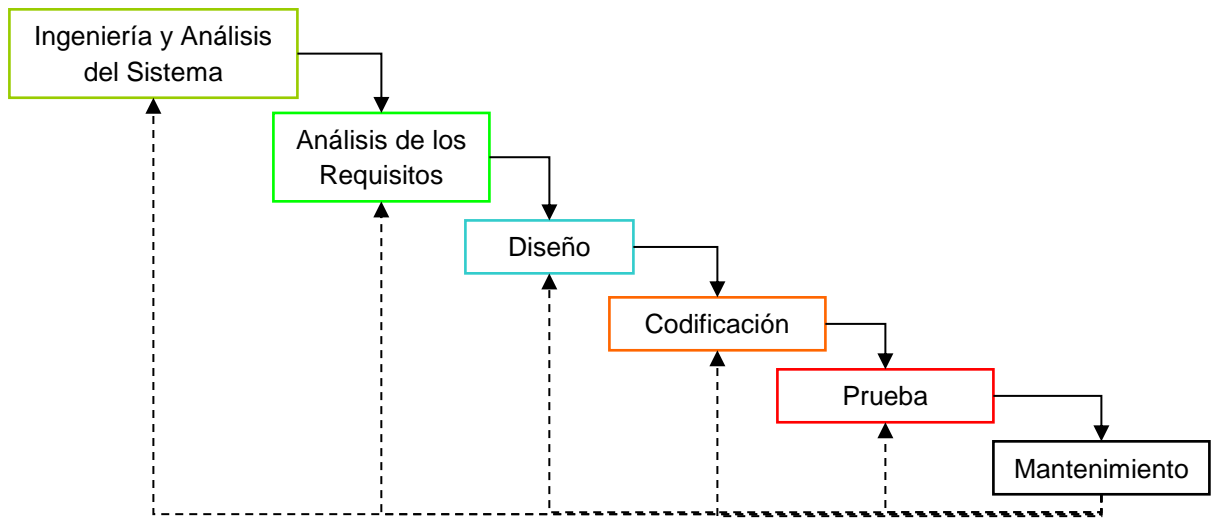 Ingeniería y Análisis
del Sistema
Análisis de los
Requisitos
Diseño
Codificación
Prueba
Mantenimiento